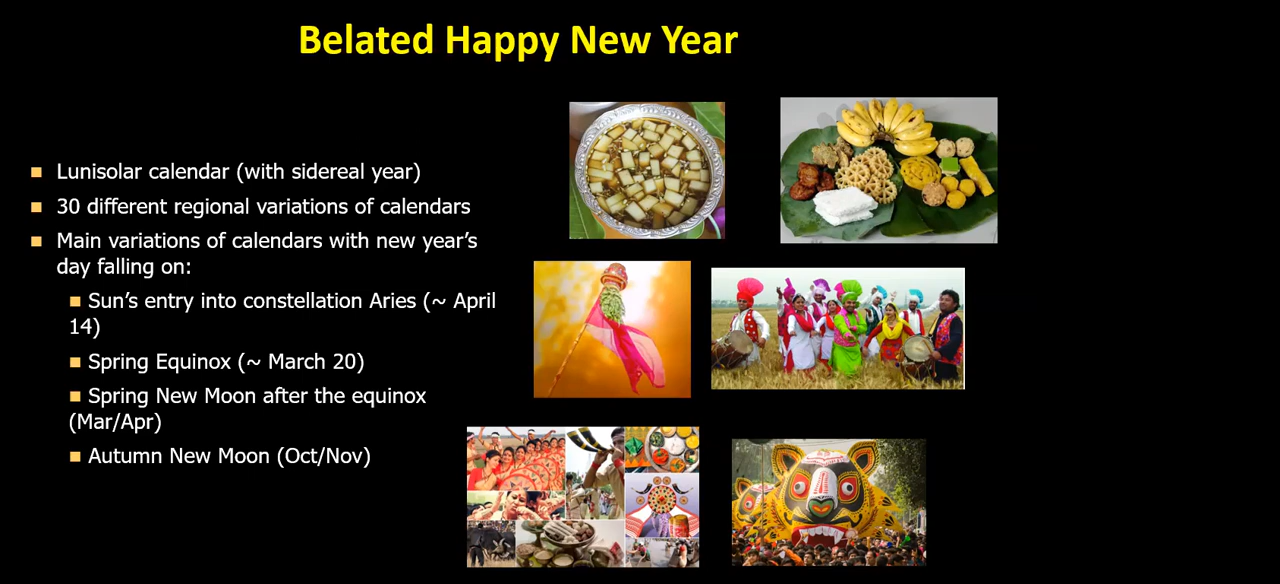 Belated Happy New Year
■ Lunisolar calendar (with sidereal year)
■ 30 different regional variations of calendars
■ Main variations of calendars with new year’s
day falling on:
■ Sun’s entry into constellation Aries (~ April
14)
■ Spring Equinox (~ March 20)
■ Spring New Moon after the equinox
(Mar/Apr)
■ Autumn New Moon (Oct/Nov)